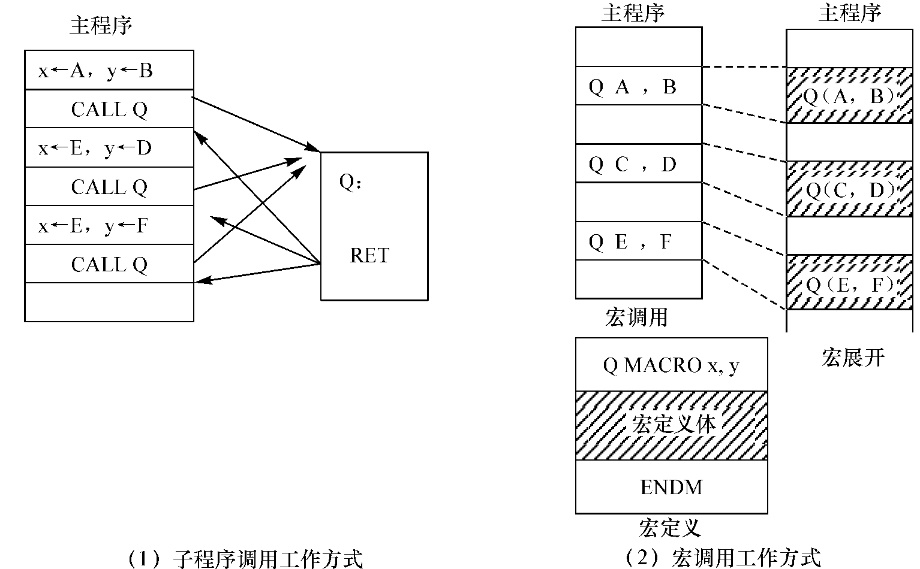 主程序
x←A，y←B
CALL Q
x←E，y←D
CALL Q
x←E，y←F
CALL Q
Q：
RET
(1) 子程序调用工作方式
主程序
Q A，B
Q C，D
Q E，F
宏调用
主程序
Q(A，B)
Q(C，D)
Q(E，F)
宏展开
Q MACRO x, y
宏定义体
ENDM
宏定义
(2) 宏调用工作方式